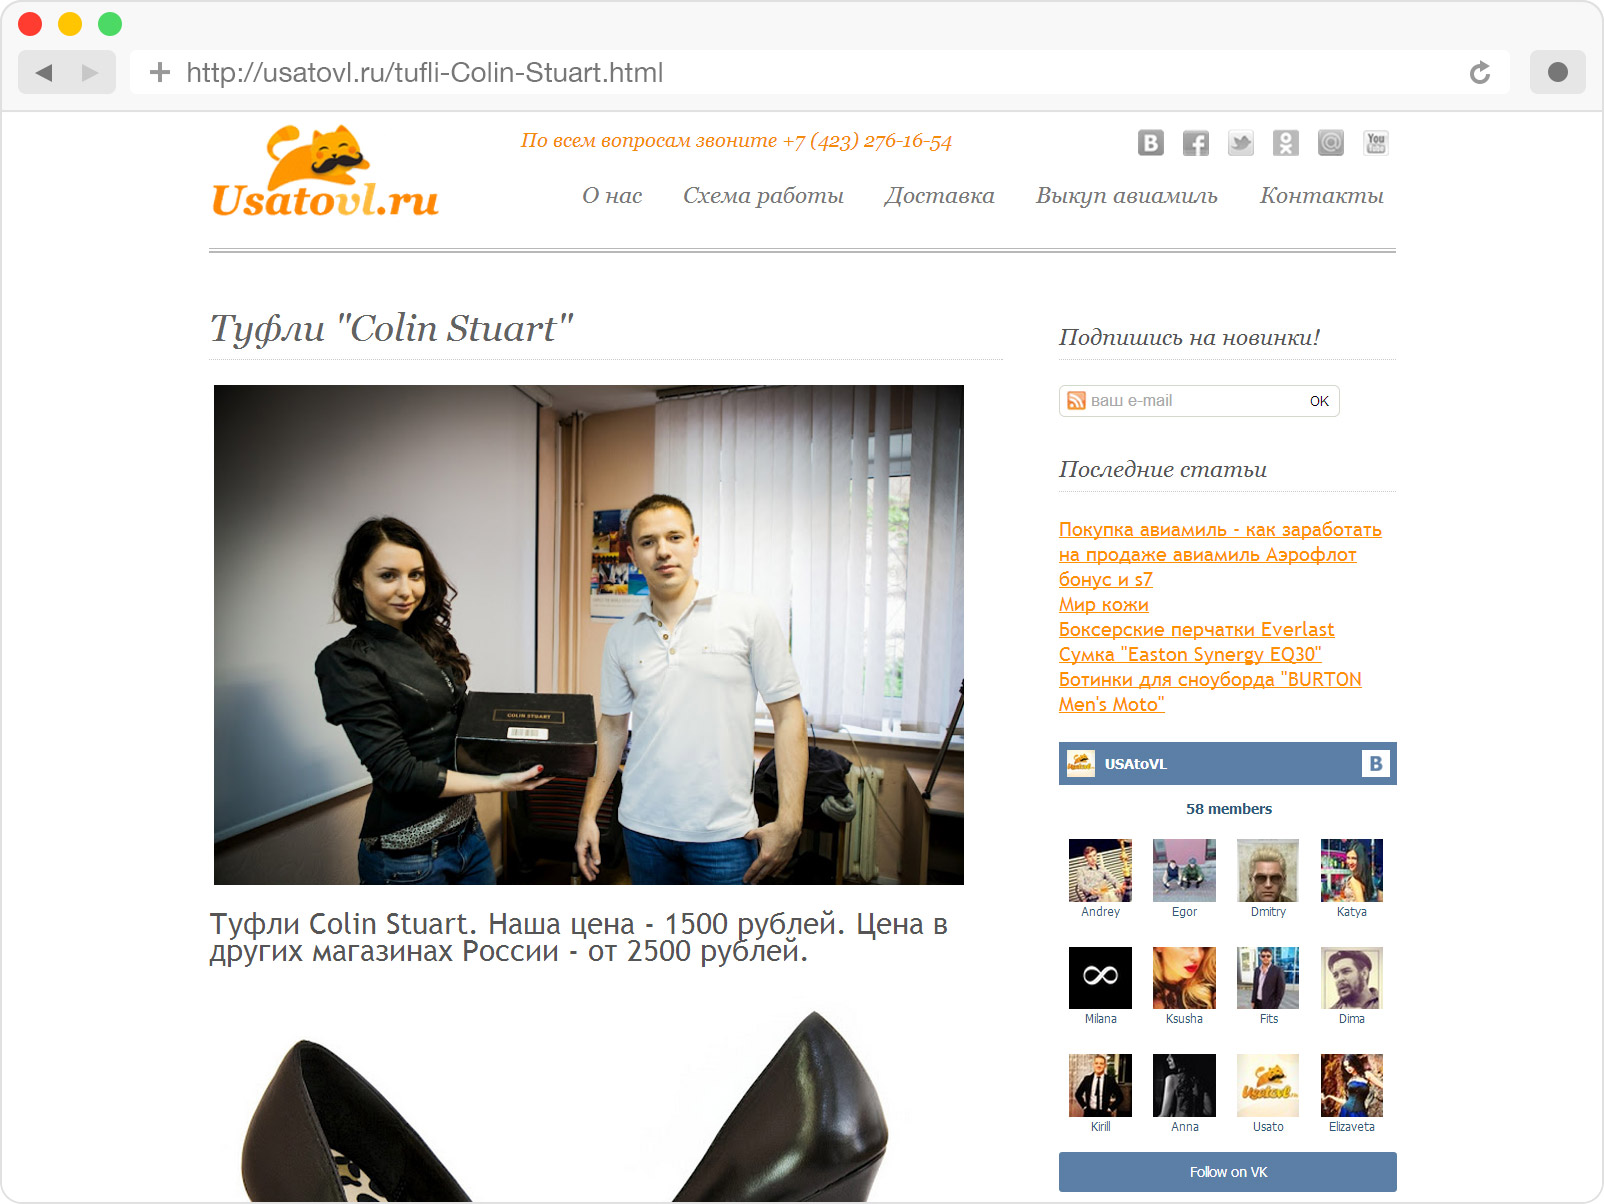 http://usatovl.ru/tufli-Colin-Stuart.html
Usatovl.ru
По всем вопросам звоните +7 (423) 276-16-54
B
f
You
Tube
О нас
Схема работы
Доставка
Выкуп авиамиль
Контакты
Туфли "Colin Stuart"
COLIN STUART
Туфли Colin Stuart. Наша цена - 1500 рублей. Цена в
других магазинах России - от 2500 рублей.
Подпишись на новинки!
ваш e-mail
OK
Последние статьи
Покупка авиамиль - как заработать
на продаже авиамиль Аэрофлот
бонус и s7
Мир кожи
Боксерские перчатки Everlast
Сумка "Easton Synergy EQ30"
Ботинки для сноуборда "BURTON
Men's Moto"
USAtoVL
B
58 members
Andrey
Egor
Dmitry
Katya
Milana
Ksusha
Fits
Dima
Usatovl.ru
Kirill
Anna
Usato
Elizaveta
Follow on VK